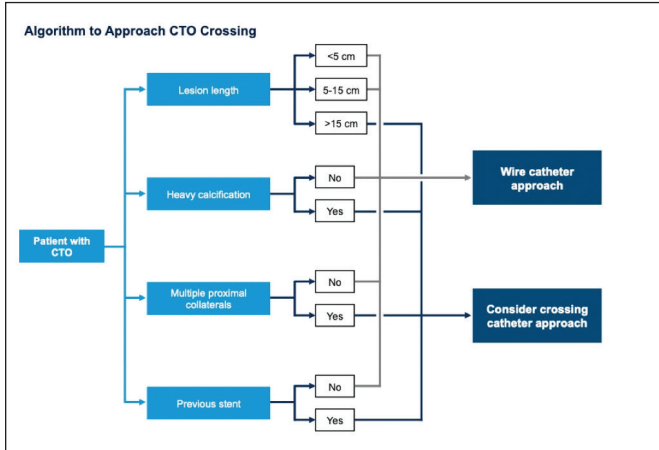 Algorithm to Approach CTO Crossing
<5 cm
Lesion length
5-15 cm
>15 cm
No
Wire catheter
approach
Heavy calcification
Yes
Patient with
CTO
No
Multiple proximal
collaterals
Yes
Consider crossing
catheter approach
No
Previous stent
Yes